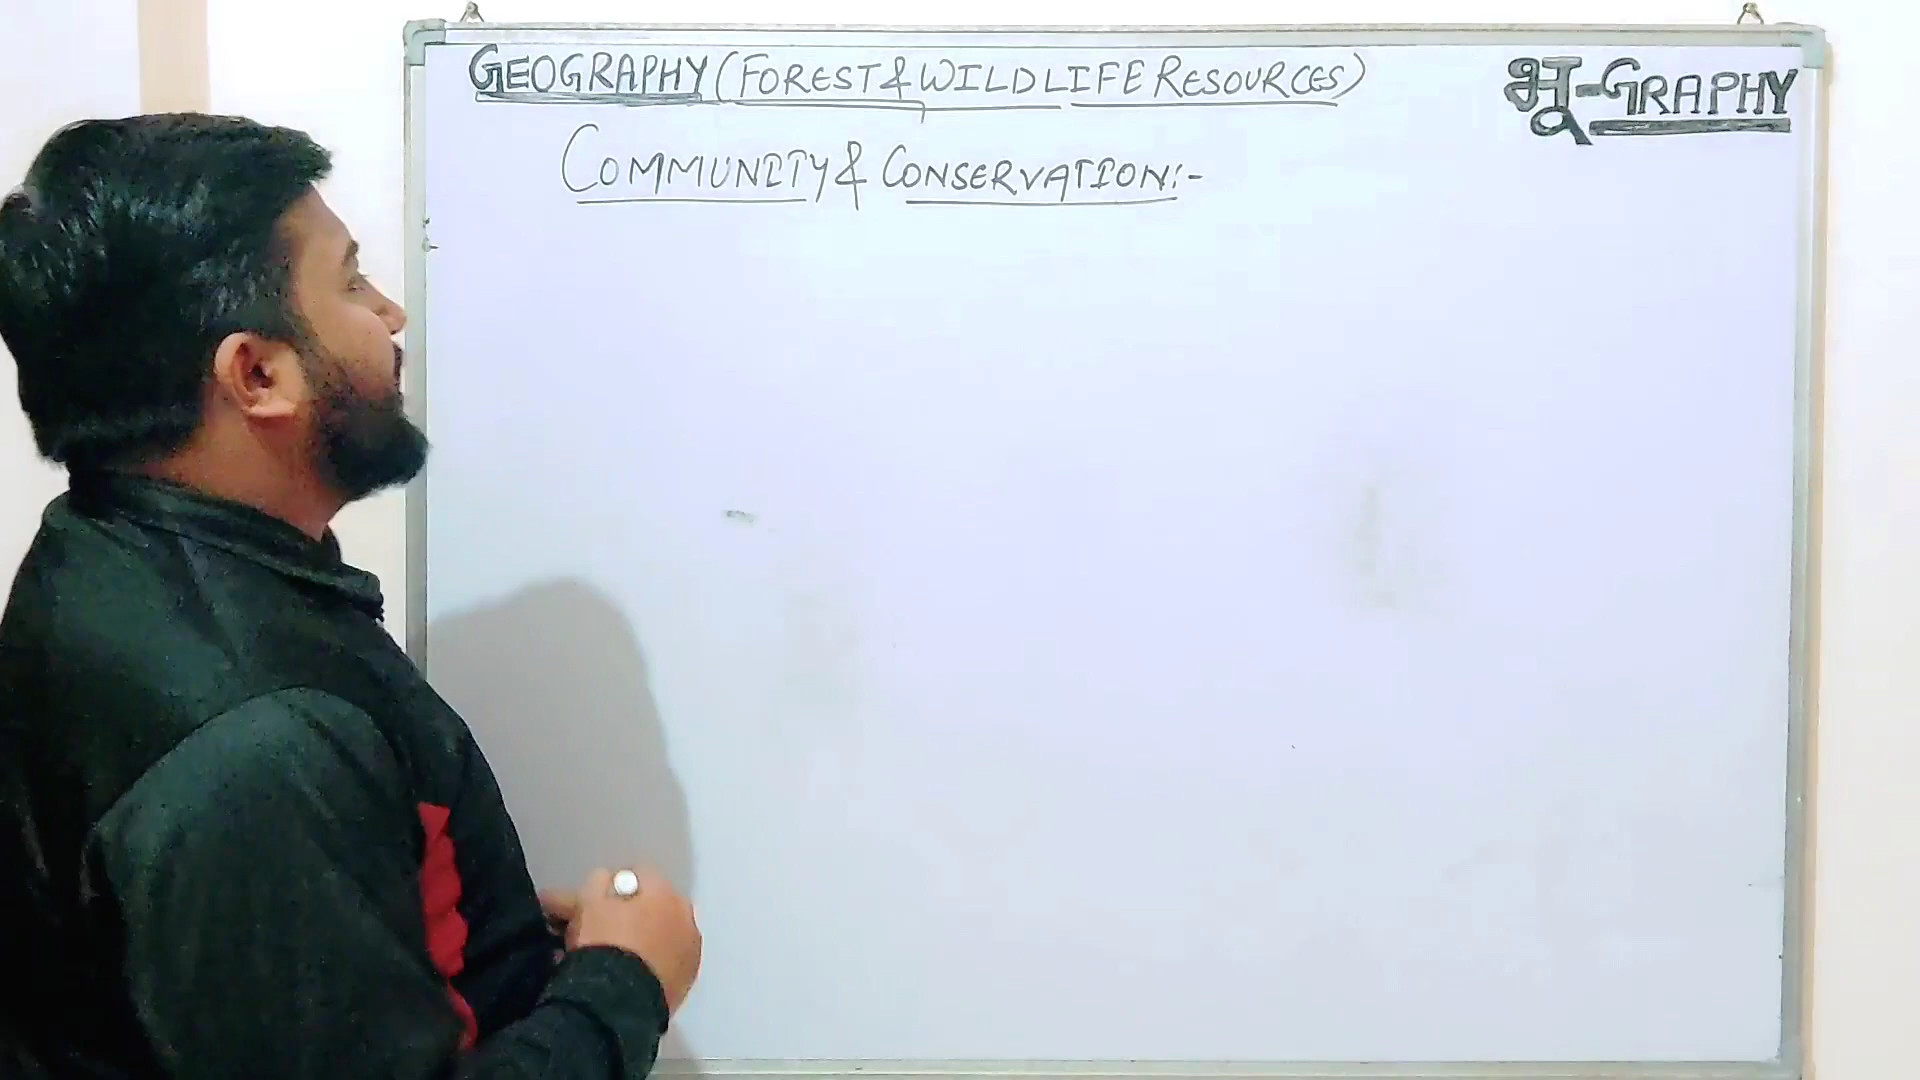 GEOGRAPHY (FOREST & WILDLIFE RESOURCES)
भू-GRAPHY
COMMUNITY & CONSERVATION:-